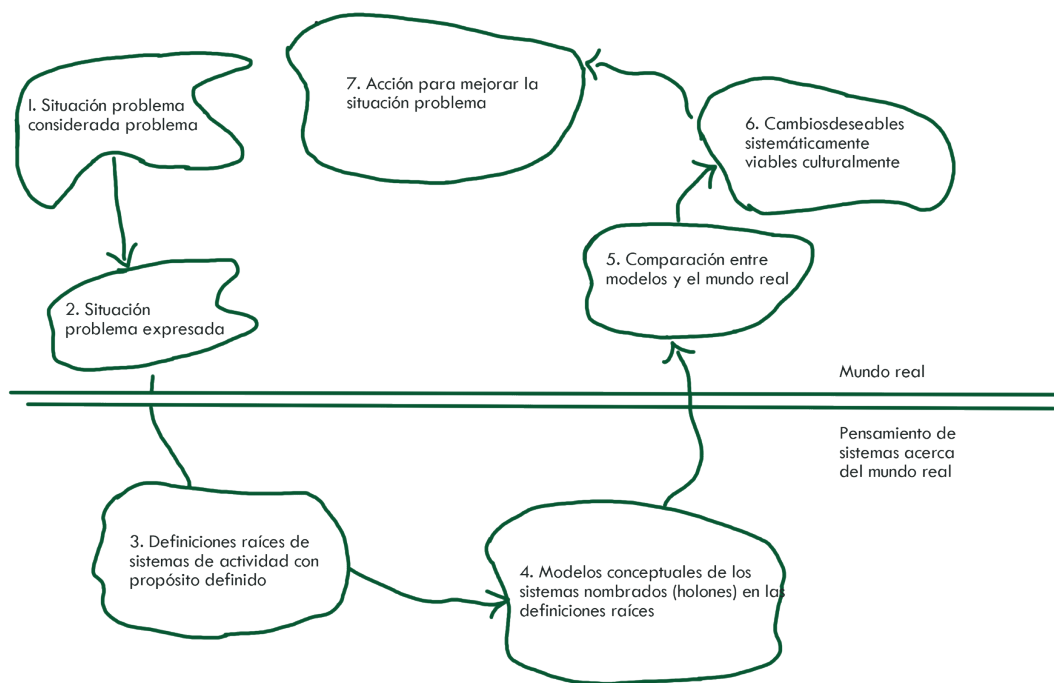 1. Situación problema
considerada problema
2. Situación
problema expresada
3. Definiciones raíces de
sistemas de actividad con
propósito definido
4. Modelos conceptuales de los
sistemas nombrados (holones) en las
definiciones raíces
5. Comparación entre
modelos y el mundo real
6. Cambiosdeseables
sistemáticamente
viables culturalmente
7. Acción para mejorar la
situación problema
Mundo real
Pensamiento de
sistemas acerca
del mundo real